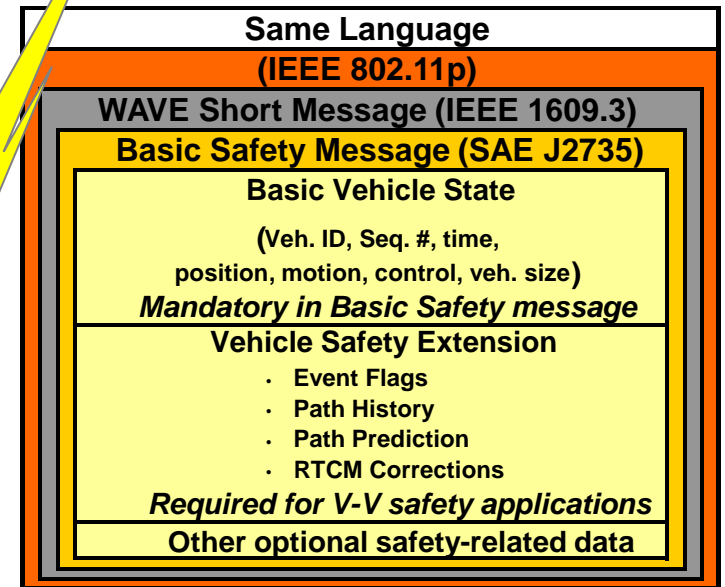 Same Language
(IEEE 802.11p)
WAVE Short Message (IEEE 1609.3)
Basic Safety Message (SAE J2735)
Basic Vehicle State
(Veh. ID, Seq. #, time,
position, motion, control, veh. size)
Mandatory in Basic Safety message
Vehicle Safety Extension
• Event Flags
• Path History
• Path Prediction
• RTCM Corrections
Required for V-V safety applications
Other optional safety-related data